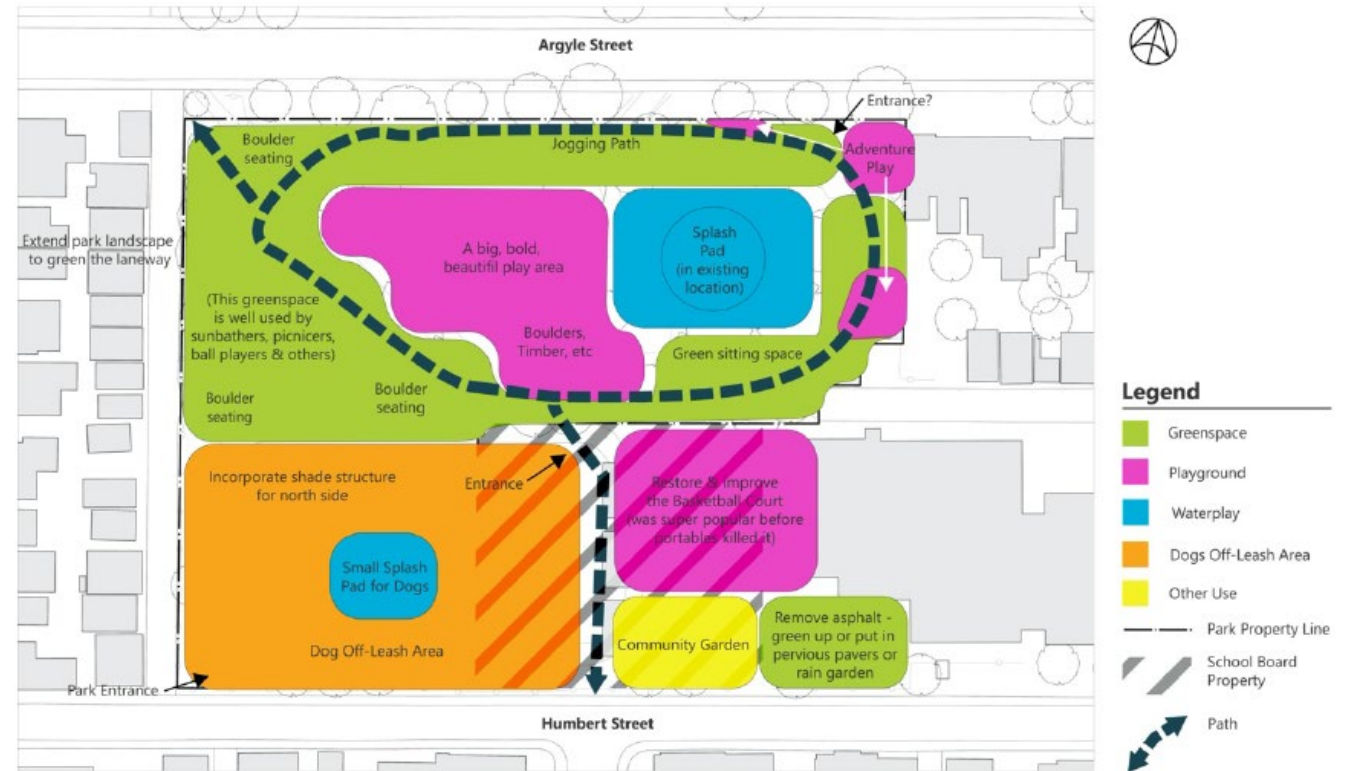 Argyle Street
Entrance?
Boulder
seating
Jogging Path
Adventure
Play
Extend park landscape
to green the laneway
A big, bold,
beautifil play area
Splash
Pad
(in existing
location)
(This greenspace
is well used by
sunbathers, picnicers,
ball players & others)
Boulders,
Timber, etc
Green sitting space
Boulder
seating
Boulder
seating
Incorporate shade structure
for north side
Entrance
Restore & improve
the Basketball Court
(was super popular before
portables killed it)
Small Splash
Pad for Dogs
Dog Off-Leash Area
Community Garden
Remove asphalt -
green up or put in
pervious pavers or
rain garden
Park Entrance
Humbert Street
Legend
Greenspace
Playground
Waterplay
Dogs Off-Leash Area
Other Use
Park Property Line
School Board
Property
Path